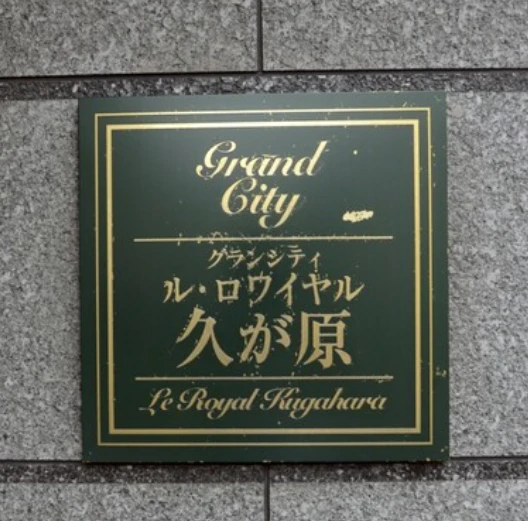 Grand
City
グランシティ
ル・ロワイヤル
久が原
Le Royal Kugahara